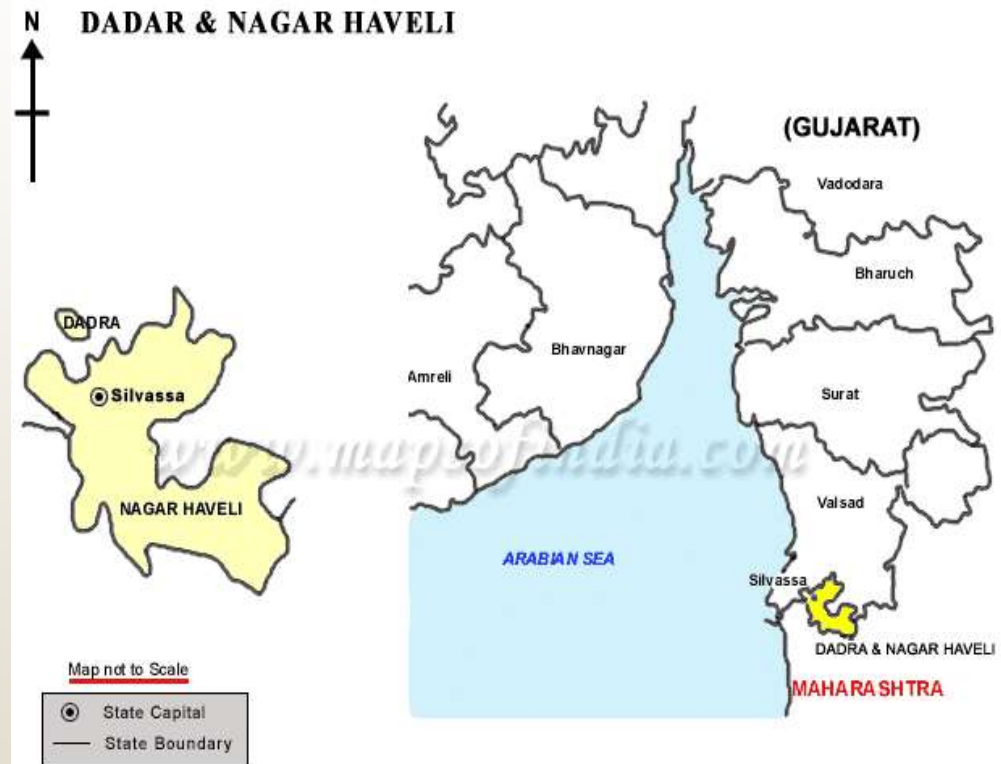 N
DADAR & NAGAR HAVELI
(GUJARAT)
Vadodara
Bharuch
DADRA
Bhavnagar
Amreli
Silvassa
Surat
www.mapsofindia.com
NAGAR HAVELI
Valsad
ARABIAN SEA
Silvassa
DADRA & NAGAR HAVELI
Map not to Scale
MAHARASHTRA
State Capital
State Boundary